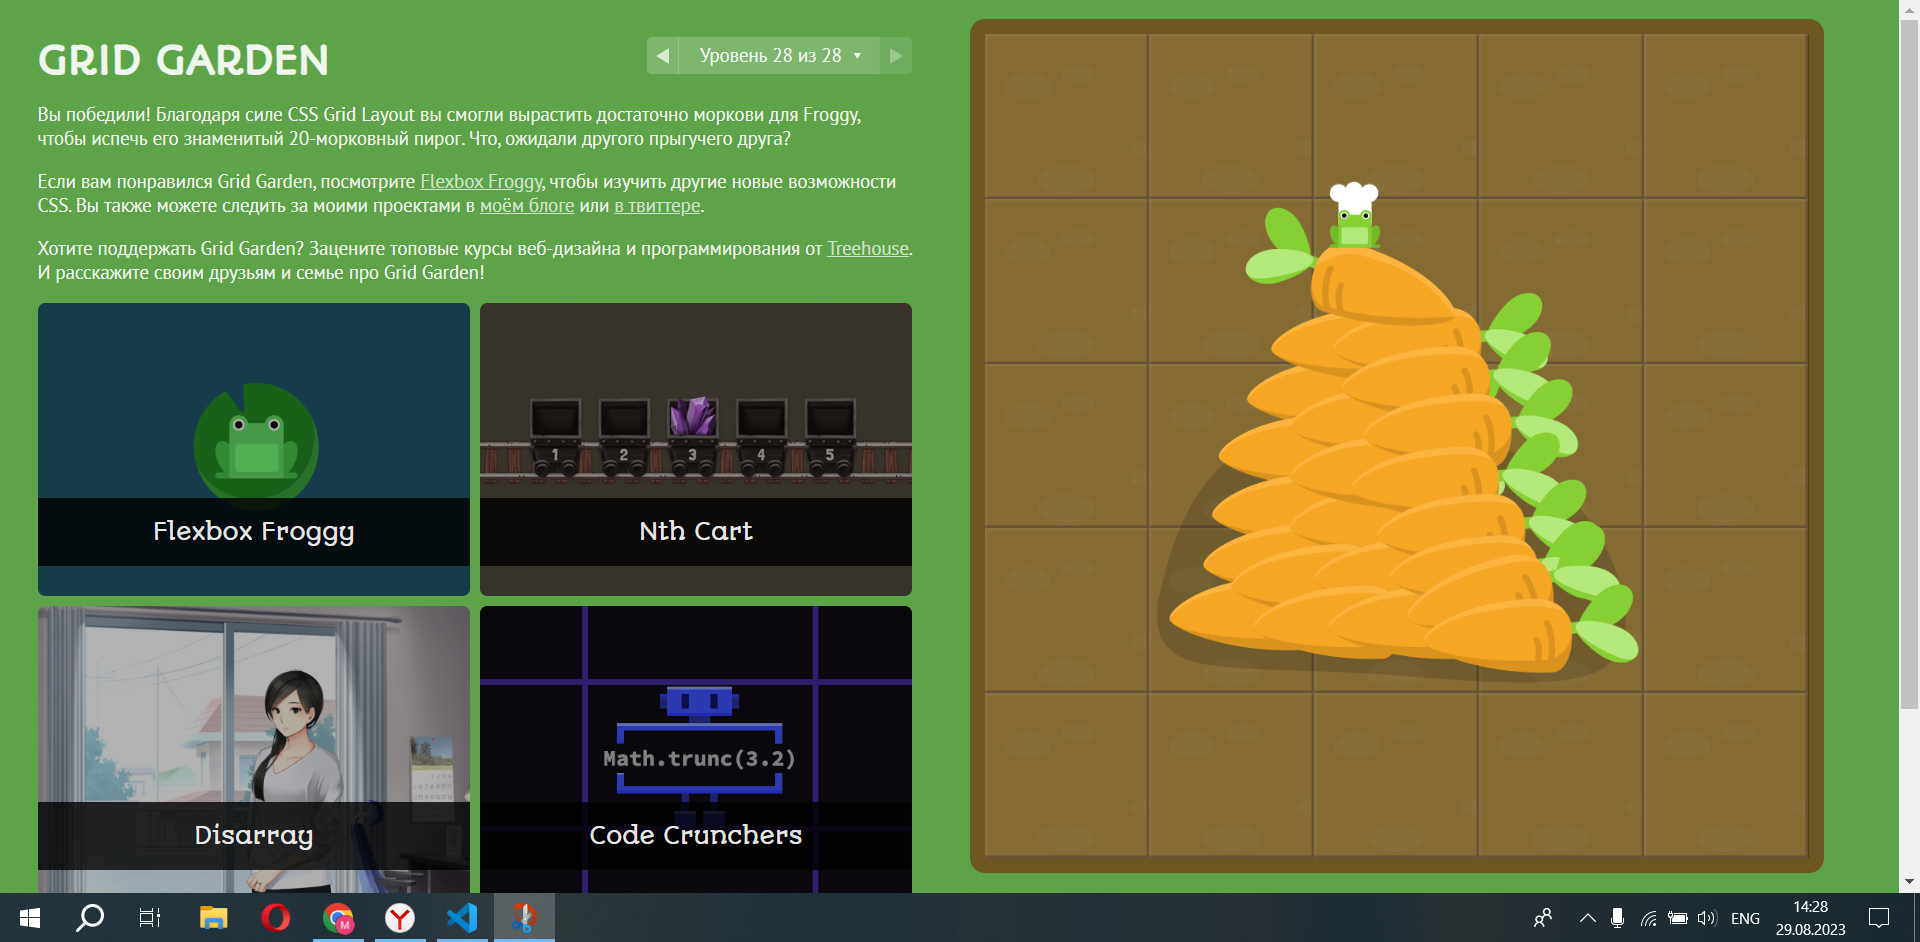 GRID GARDEN
Уровень 28 из 28
Вы победили! Благодаря силе CSS Grid Layout вы смогли вырастить достаточно моркови для Froggy,
чтобы испечь его знаменитый 20-морковный пирог. Что, ожидали другого прыгучего друга?
Если вам понравился Grid Garden, посмотрите Flexbox Froggy, чтобы изучить другие новые возможности
CSS. Вы также можете следить за моими проектами в моём блоге или в твиттере.
Хотите поддержать Grid Garden? Зацените топовые курсы веб-дизайна и программирования от Treehouse.
И расскажите своим друзьям и семье про Grid Garden!
1 2 3 4 5
Flexbox Froggy
Nth Cart
Math.trunc(3.2)
Disarray
Code Crunchers
M
ENG
14:28
29.08.2023